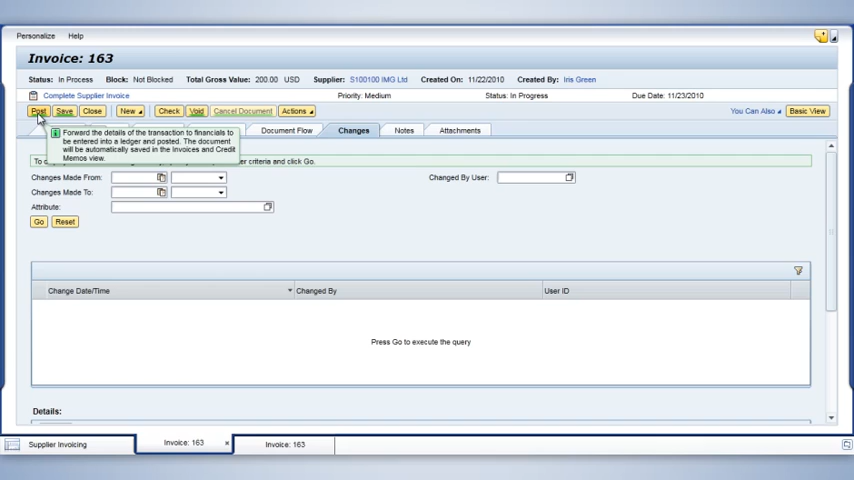 Personalize Help
Invoice: 163
Status: In Process Block: Not Blocked Total Gross Value: 200.00 USD Supplier: S100100 IMG Ltd Created On: 11/22/2010 Created By: Iris Green
Complete Supplier Invoice Priority: Medium Status: In Progress Due Date: 11/23/2010
Post Save Close New Check Void Cancel Document Actions You Can Also Basic View
Document Flow Changes Notes Attachments
Forward the details of the transaction to financials to
be entered into a ledger and posted. The document
will be automatically saved in the Invoices and Credit
Memos view.
criteria and click Go.
Changes Made From: Changed By User:
Changes Made To:
Attribute:
Go Reset
Change Date/Time Changed By User ID
Press Go to execute the query
Details:
Supplier Invoicing Invoice: 163 Invoice: 163